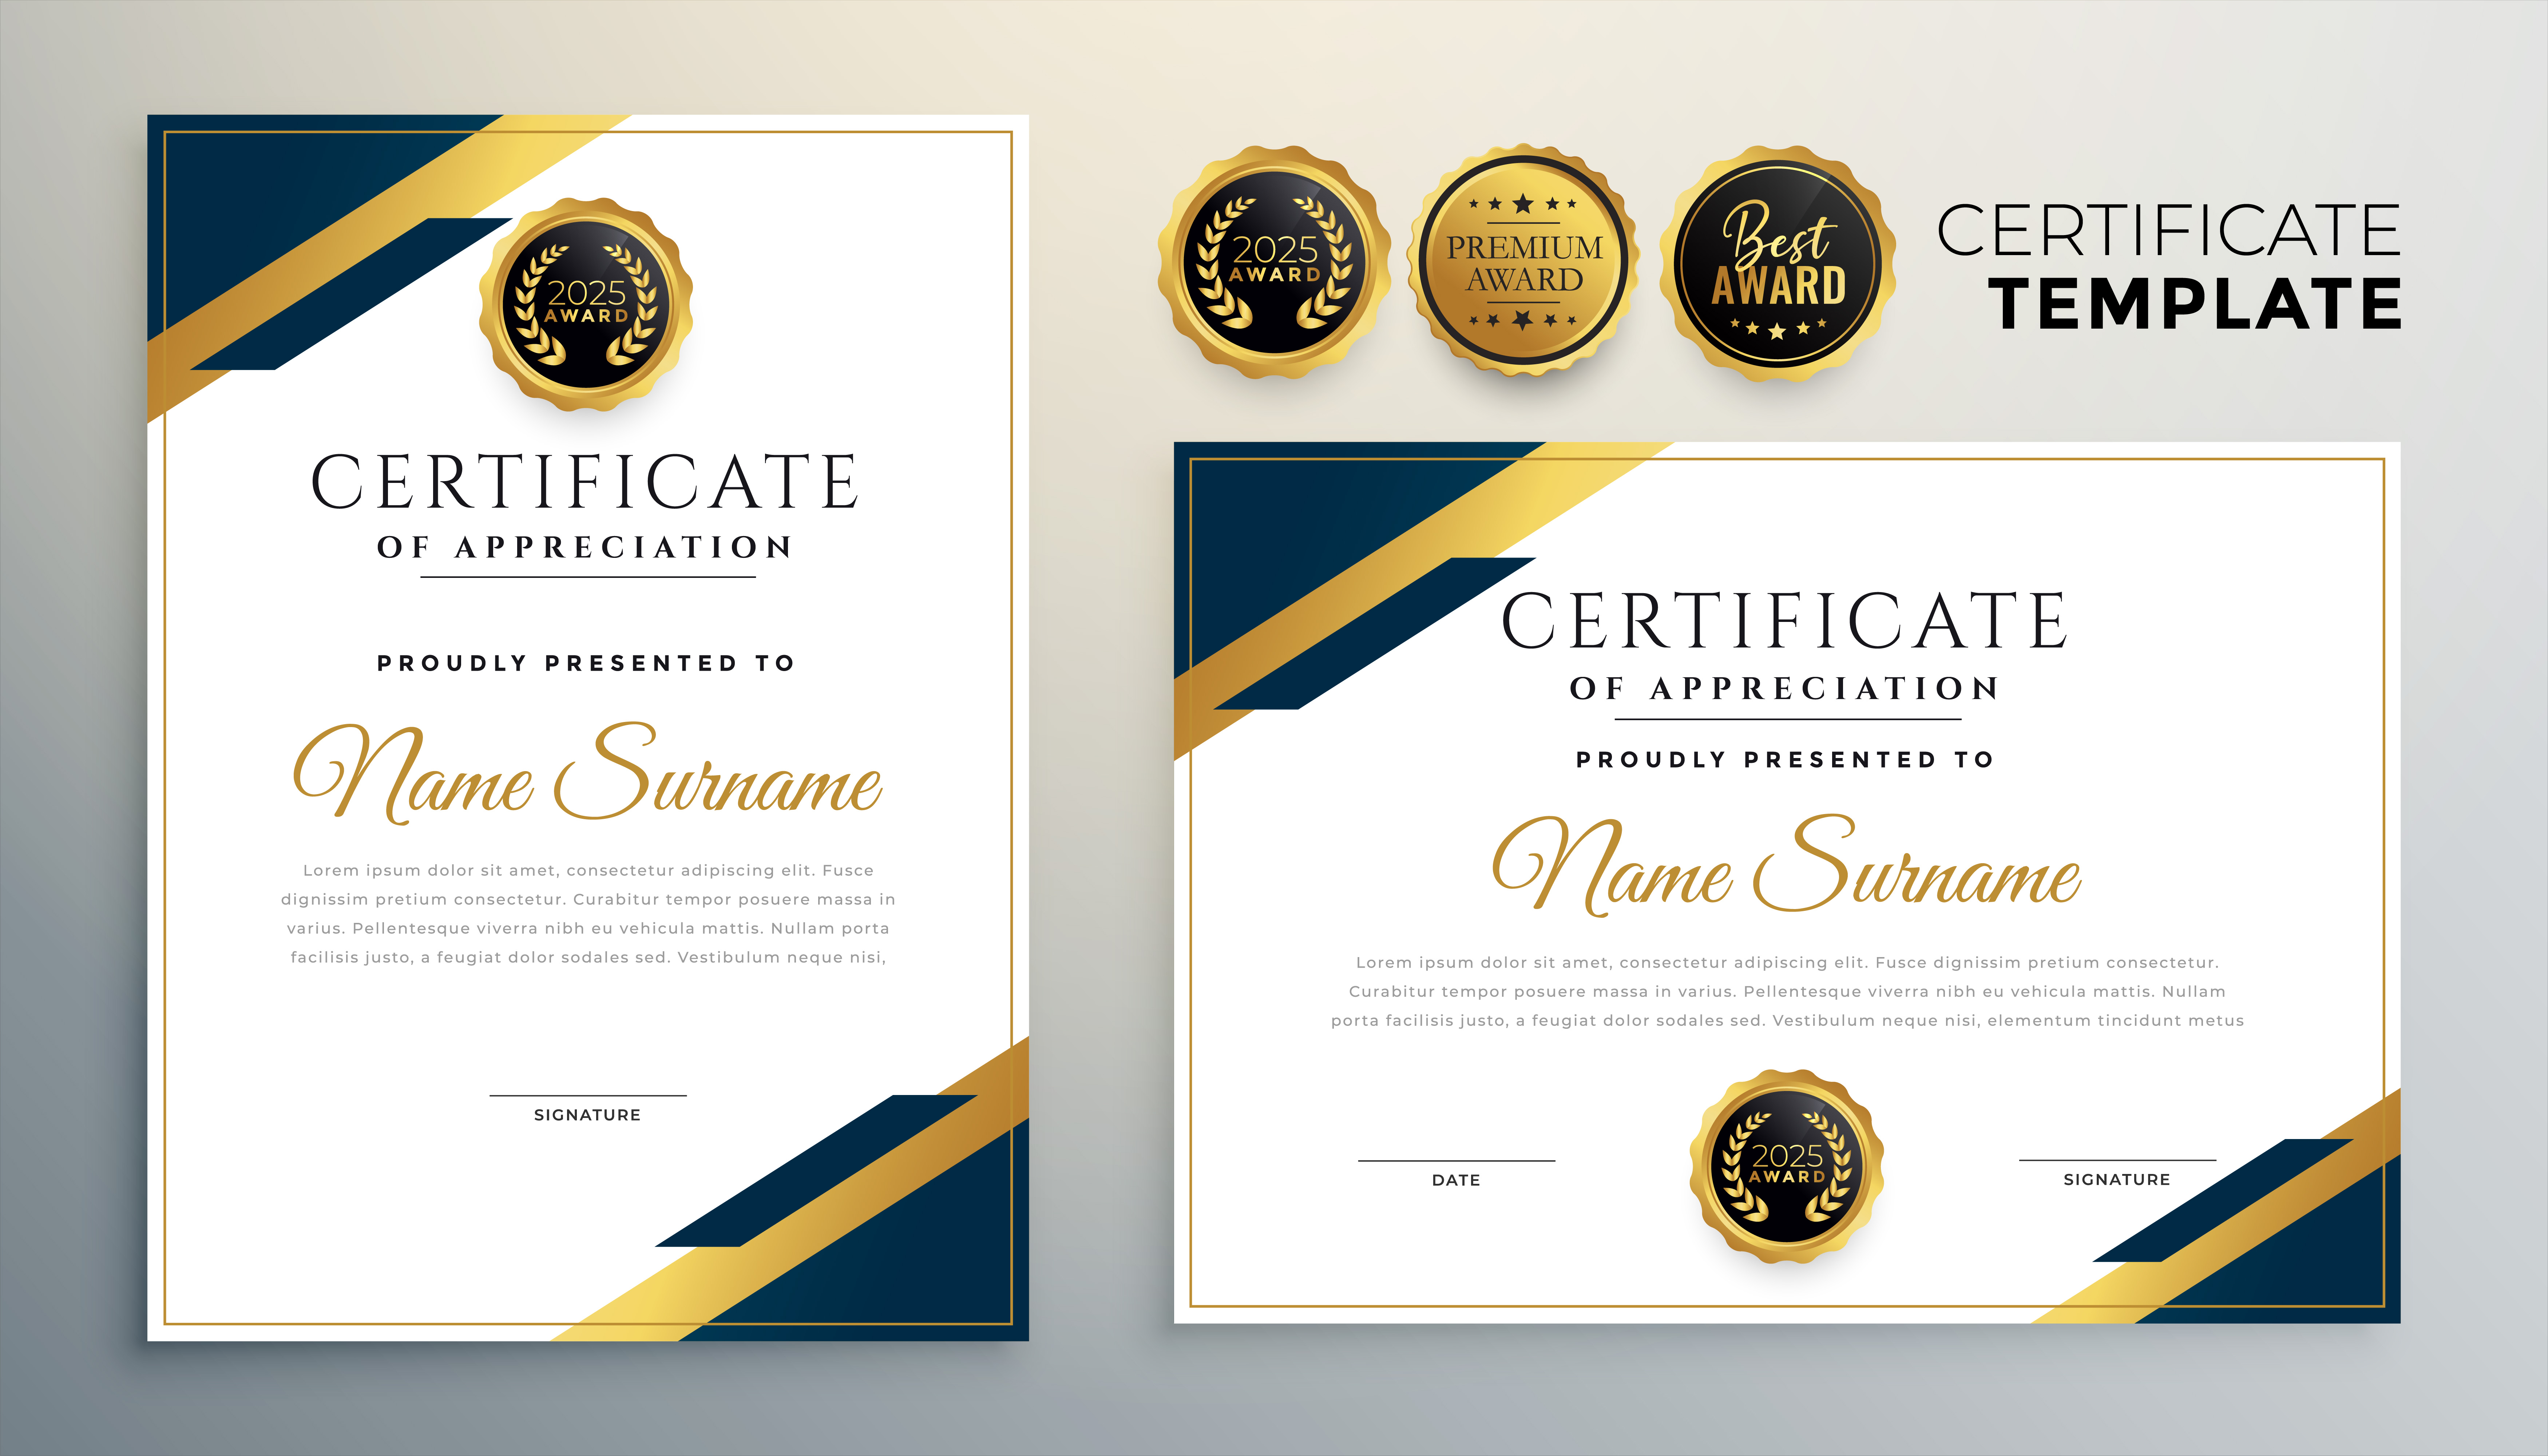 2025
AWARD
CERTIFICATE
OF APPRECIATION
PROUDLY PRESENTED TO
Name Surname
Lorem ipsum dolor sit amet, consectetur adipiscing elit. Fusce
dignissim pretium consectetur. Curabitur tempor posuere massa in
varius. Pellentesque viverra nibh eu vehicula mattis. Nullam porta
facilisis justo, a feugiat dolor sodales sed. Vestibulum neque nisi,
SIGNATURE
2025
AWARD
PREMIUM
AWARD
Best
AWARD
CERTIFICATE
TEMPLATE
CERTIFICATE
OF APPRECIATION
PROUDLY PRESENTED TO
Name Surname
Lorem ipsum dolor sit amet, consectetur adipiscing elit. Fusce dignissim pretium consectetur.
Curabitur tempor posuere massa in varius. Pellentesque viverra nibh eu vehicula mattis. Nullam
porta facilisis justo, a feugiat dolor sodales sed. Vestibulum neque nisi, elementum tincidunt metus
DATE
2025
AWARD
SIGNATURE